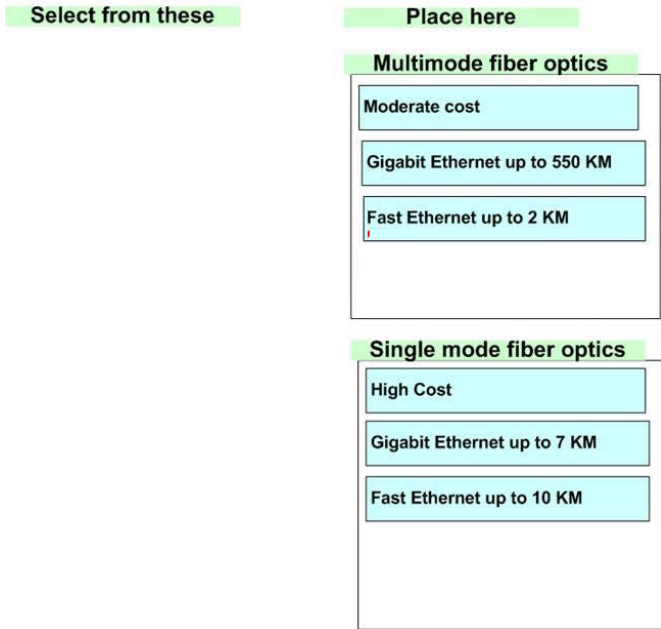 Select from these
Place here
Multimode fiber optics
Moderate cost
Gigabit Ethernet up to 550 KM
Fast Ethernet up to 2 KM
Single mode fiber optics
High Cost
Gigabit Ethernet up to 7 KM
Fast Ethernet up to 10 KM